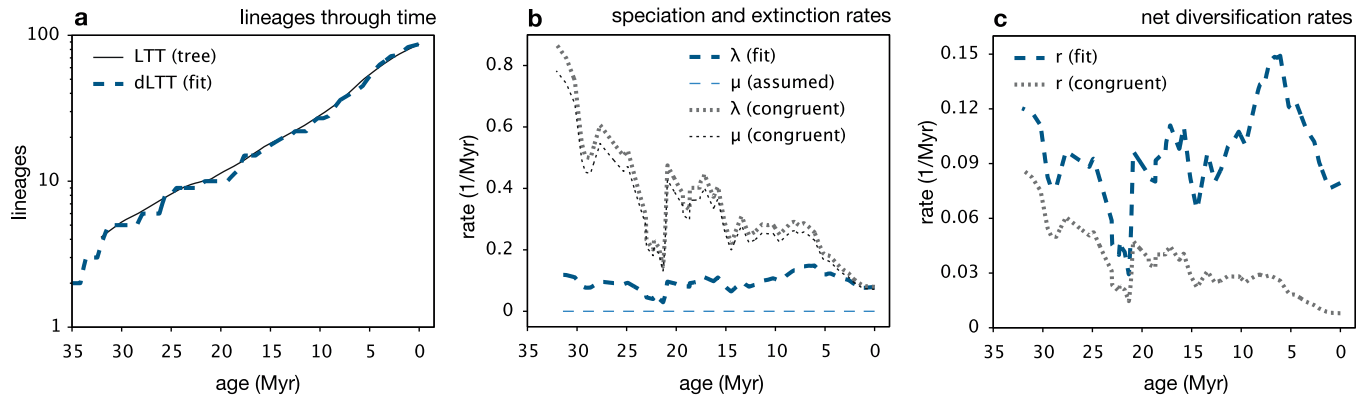 a lineages through time
100
10
1
lineages
LTT (tree)
dLTT (fit)
35 30 25 20 15 10 5 0
age (Myr)
b speciation and extinction rates
0.8
0.6
0.4
0.2
0
rate (1/Myr)
λ (fit)
μ (assumed)
λ (congruent)
μ (congruent)
35 30 25 20 15 10 5 0
age (Myr)
c net diversification rates
0.15
0.12
0.09
0.06
0.03
0
rate (1/Myr)
r (fit)
r (congruent)
35 30 25 20 15 10 5 0
age (Myr)